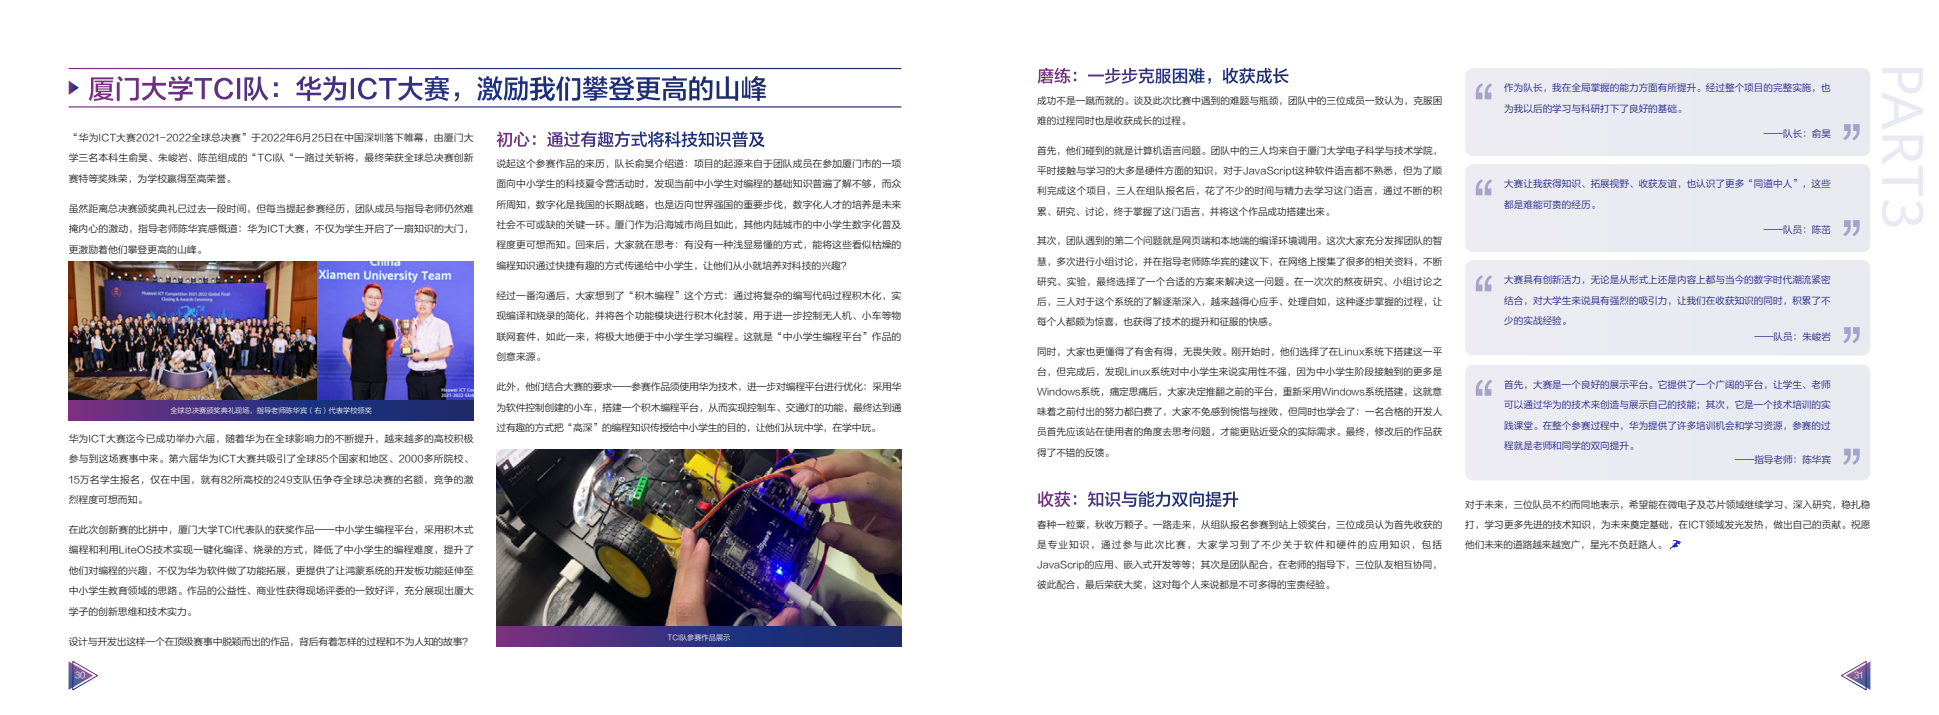 厦门大学TCI队：华为ICT大赛，激励我们攀登更高的山峰
“华为ICT大赛2021-2022全球总决赛”于2022年6月25日在中国深圳落下帷幕，由厦门大
学三名本科生俞昊、朱峻岩、陈茁组成的“TCI队“一路过关斩将，最终荣获全球总决赛创新
赛特等奖殊荣，为学校赢得至高荣誉。
虽然距离总决赛颁奖典礼已过去一段时间，但每当提起参赛经历，团队成员与指导老师仍然难
掩内心的激动，指导老师陈华宾感慨道：华为ICT大赛，不仅为学生开启了一扇知识的大门，
更激励着他们攀登更高的山峰。
Huawei ICT Competition 2021-2022 Global Final
Closing & Awards Ceremony
China
Xiamen University Team
Huawei ICT Co
2021-2022 Glob
全球总决赛颁奖典礼现场，指导老师陈华宾（右）代表学校领奖
华为ICT大赛迄今已成功举办六届，随着华为在全球影响力的不断提升，越来越多的高校积极
参与到这场赛事中来。第六届华为ICT大赛共吸引了全球85个国家和地区、2000多所院校、
15万名学生报名，仅在中国，就有82所高校的249支队伍争夺全球总决赛的名额，竞争的激
烈程度可想而知。
在此次创新赛的比拼中，厦门大学TCI代表队的获奖作品——中小学生编程平台，采用积木式
编程和利用LiteOS技术实现一键化编译、烧录的方式，降低了中小学生的编程难度，提升了
他们对编程的兴趣，不仅为华为软件做了功能拓展，更提供了让鸿蒙系统的开发板功能延伸至
中小学生教育领域的思路。作品的公益性、商业性获得现场评委的一致好评，充分展现出厦大
学子的创新思维和技术实力。
设计与开发出这样一个在顶级赛事中脱颖而出的作品，背后有着怎样的过程和不为人知的故事？
30
初心：通过有趣方式将科技知识普及
说起这个参赛作品的来历，队长俞昊介绍道：项目的起源来自于团队成员在参加厦门市的一项
面向中小学生的科技夏令营活动时，发现当前中小学生对编程的基础知识普遍了解不够，而众
所周知，数字化是我国的长期战略，也是迈向世界强国的重要步伐，数字化人才的培养是未来
社会不可或缺的关键一环。厦门作为沿海城市尚且如此，其他内陆城市的中小学生数字化普及
程度更可想而知。回来后，大家就在思考：有没有一种浅显易懂的方式，能将这些看似枯燥的
编程知识通过快捷有趣的方式传递给中小学生，让他们从小就培养对科技的兴趣？
经过一番沟通后，大家想到了“积木编程”这个方式：通过将复杂的编写代码过程积木化，实
现编译和烧录的简化，并将各个功能模块进行积木化封装，用于进一步控制无人机、小车等物
联网套件，如此一来，将极大地便于中小学生学习编程。这就是“中小学生编程平台”作品的
创意来源。
此外，他们结合大赛的要求——参赛作品须使用华为技术，进一步对编程平台进行优化：采用华
为软件控制创建的小车，搭建一个积木编程平台，从而实现控制车、交通灯的功能，最终达到通
过有趣的方式把“高深”的编程知识传授给中小学生的目的，让他们从玩中学，在学中玩。
TCI队参赛作品展示
磨练：一步步克服困难，收获成长
成功不是一蹴而就的。谈及此次比赛中遇到的难题与瓶颈，团队中的三位成员一致认为，克服困
难的过程同时也是收获成长的过程。
首先，他们碰到的就是计算机语言问题。团队中的三人均来自于厦门大学电子科学与技术学院，
平时接触与学习的大多是硬件方面的知识，对于JavaScript这种软件语言都不熟悉，但为了顺
利完成这个项目，三人在组队报名后，花了不少的时间与精力去学习这门语言，通过不断的积
累、研究、讨论，终于掌握了这门语言，并将这个作品成功搭建出来。
其次，团队遇到的第二个问题就是网页端和本地端的编译环境调用。这次大家充分发挥团队的智
慧，多次进行小组讨论，并在指导老师陈华宾的建议下，在网络上搜集了很多的相关资料，不断
研究、实验，最终选择了一个合适的方案来解决这一问题。在一次次的熬夜研究、小组讨论之
后，三人对于这个系统的了解逐渐深入，越来越得心应手、处理自如，这种逐步掌握的过程，让
每个人都颇为惊喜，也获得了技术的提升和征服的快感。
同时，大家也更懂得了有舍有得，无畏失败。刚开始时，他们选择了在Linux系统下搭建这一平
台，但完成后，发现Linux系统对中小学生来说实用性不强，因为中小学生阶段接触到的更多是
Windows系统，痛定思痛后，大家决定推翻之前的平台，重新采用Windows系统搭建，这就意
味着之前付出的努力都白费了，大家不免感到惋惜与挫败，但同时也学会了：一名合格的开发人
员首先应该站在使用者的角度去思考问题，才能更贴近受众的实际需求。最终，修改后的作品获
得了不错的反馈。
收获：知识与能力双向提升
春种一粒粟，秋收万颗子。一路走来，从组队报名参赛到站上领奖台，三位成员认为首先收获的
是专业知识，通过参与此次比赛，大家学习到了不少关于软件和硬件的应用知识，包括
JavaScrip的应用、嵌入式开发等等；其次是团队配合，在老师的指导下，三位队友相互协同，
彼此配合，最后荣获大奖，这对每个人来说都是不可多得的宝贵经验。
作为队长，我在全局掌握的能力方面有所提升。经过整个项目的完整实施，也
为我以后的学习与科研打下了良好的基础。
——队长：俞昊
大赛让我获得知识、拓展视野、收获友谊，也认识了更多“同道中人”，这些
都是难能可贵的经历。
——队员：陈茁
大赛具有创新活力，无论是从形式上还是内容上都与当今的数字时代潮流紧密
结合，对大学生来说具有强烈的吸引力，让我们在收获知识的同时，积累了不
少的实战经验。
——队员：朱峻岩
首先，大赛是一个良好的展示平台。它提供了一个广阔的平台，让学生、老师
可以通过华为的技术来创造与展示自己的技能；其次，它是一个技术培训的实
践课堂。在整个参赛过程中，华为提供了许多培训机会和学习资源，参赛的过
程就是老师和同学的双向提升。
——指导老师：陈华宾
对于未来，三位队员不约而同地表示，希望能在微电子及芯片领域继续学习、深入研究，稳扎稳
打，学习更多先进的技术知识，为未来奠定基础，在ICT领域发光发热，做出自己的贡献。祝愿
他们未来的道路越来越宽广，星光不负赶路人。
PART3
31